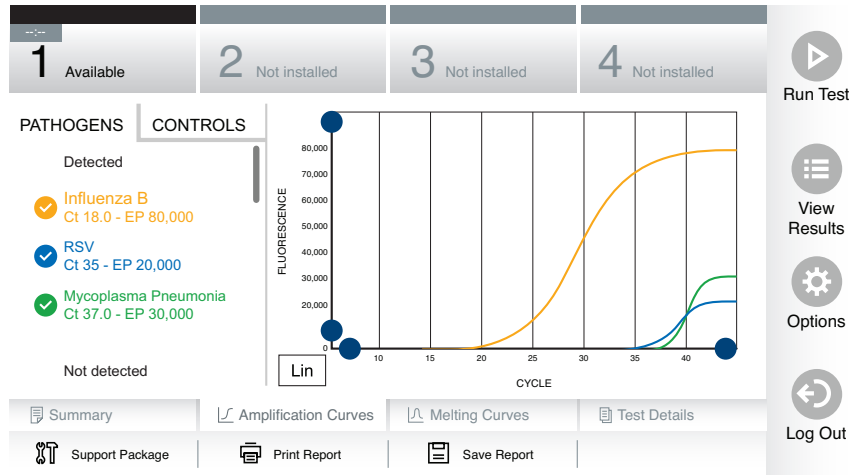 --:--
1 Available
2 Not installed
3 Not installed
4 Not installed
Run Test
View
Results
Options
Log Out
PATHOGENS CONTROLS
Detected
Influenza B
Ct 18.0 - EP 80,000
RSV
Ct 35 - EP 20,000
Mycoplasma Pneumonia
Ct 37.0 - EP 30,000
Not detected
FLUORESCENCE
80,000
70,000
60,000
50,000
40,000
30,000
20,000
0
10 15 20 25 30 35 40
CYCLE
Lin
Summary Amplification Curves Melting Curves Test Details
Support Package Print Report Save Report